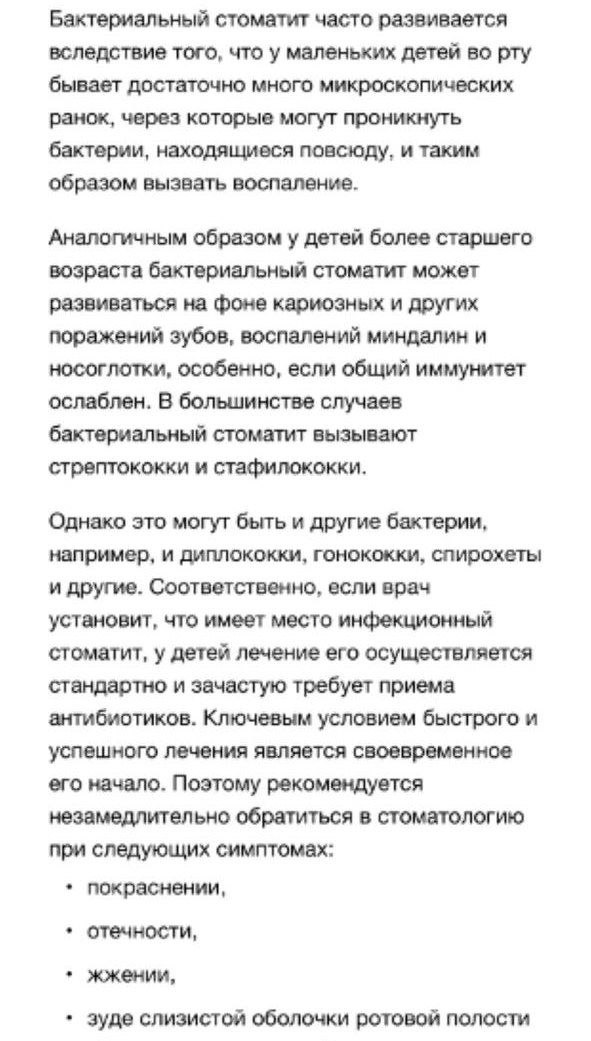 Бактериальный стоматит часто развивается
вследствие того, что у маленьких детей во рту
бывает достаточно много микроскопических
ранок, через которые могут проникнуть
бактерии, находящиеся повсюду, и таким
образом вызвать воспаление.
Аналогичным образом у детей более старшего
возраста бактериальный стоматит может
развиваться на фоне кариозных и других
поражений зубов, воспалений миндалин и
носоглотки, особенно, если общий иммунитет
ослаблен. В большинстве случаев
бактериальный стоматит вызывают
стрептококки и стафилококки.
Однако это могут быть и другие бактерии,
например, и диплококки, гонококки, спирохеты
и другие. Соответственно, если врач
установит, что имеет место инфекционный
стоматит, у детей лечение его осуществляется
стандартно и зачастую требует приема
антибиотиков. Ключевым условием быстрого и
успешного лечения является своевременное
его начало. Поэтому рекомендуется
незамедлительно обратиться в стоматологию
при следующих симптомах:
• покраснении,
• отечности,
• жжении,
• зуде слизистой оболочки ротовой полости